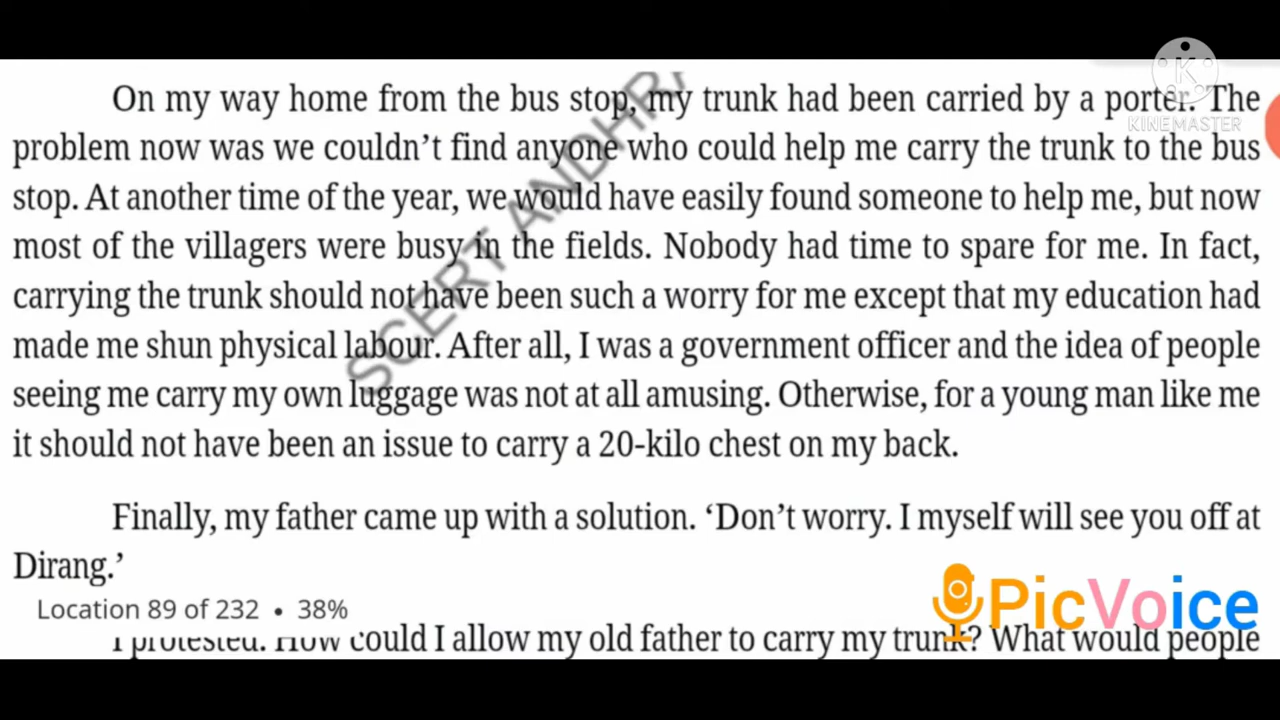 On my way home from the bus stop, my trunk had been carried by a porter. The
problem now was we couldn't find anyone who could help me carry the trunk to the bus
stop. At another time of the year, we would have easily found someone to help me, but now
most of the villagers were busy in the fields. Nobody had time to spare for me. In fact,
carrying the trunk should not have been such a worry for me except that my education had
made me shun physical labour. After all, I was a government officer and the idea of people
seeing me carry my own luggage was not at all amusing. Otherwise, for a young man like me
it should not have been an issue to carry a 20-kilo chest on my back.
Finally, my father came up with a solution. ‘Don't worry. I myself will see you off at
Dirang.’
Location 89 of 232 • 38%
I protested. How could I allow my old father to carry my trunk? What would people
SCERT ANDHRA
K
KINEMASTER
PicVoice